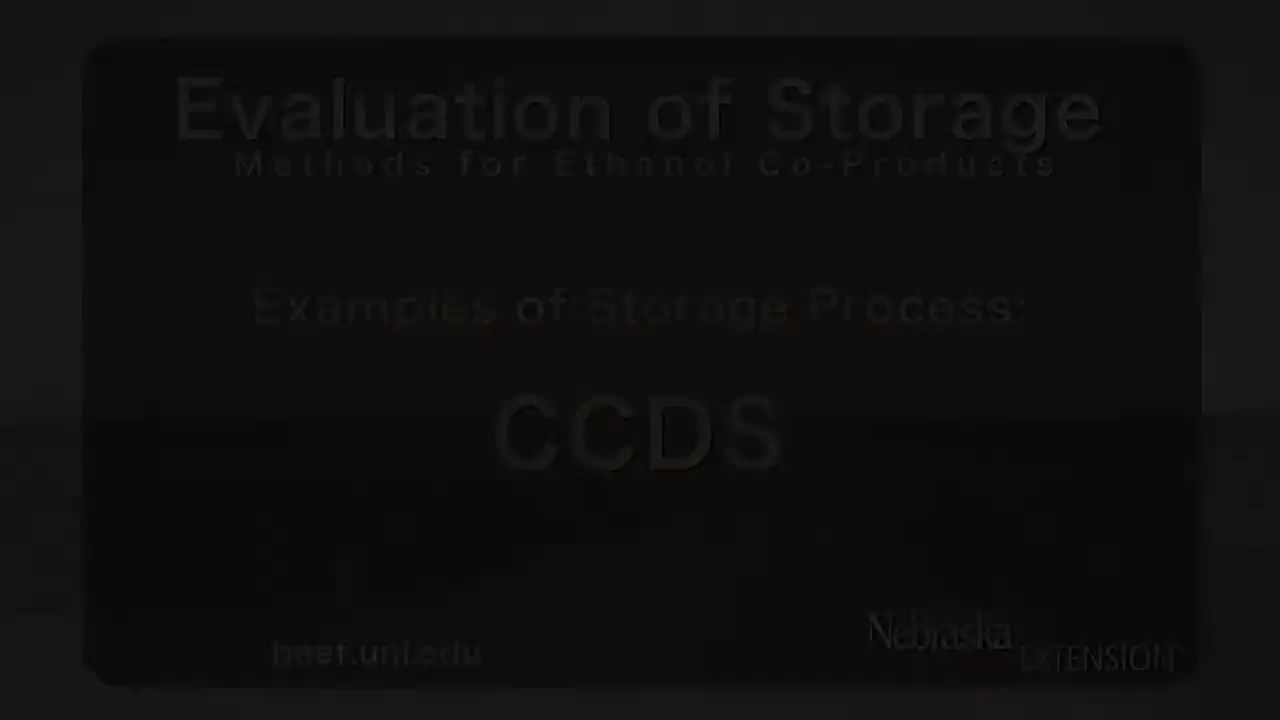 Evaluation of Storage
Methods for Ethanol Co-Products
Examples of Storage Process:
CCDS
beef.unl.edu
Nebraska
EXTENSION